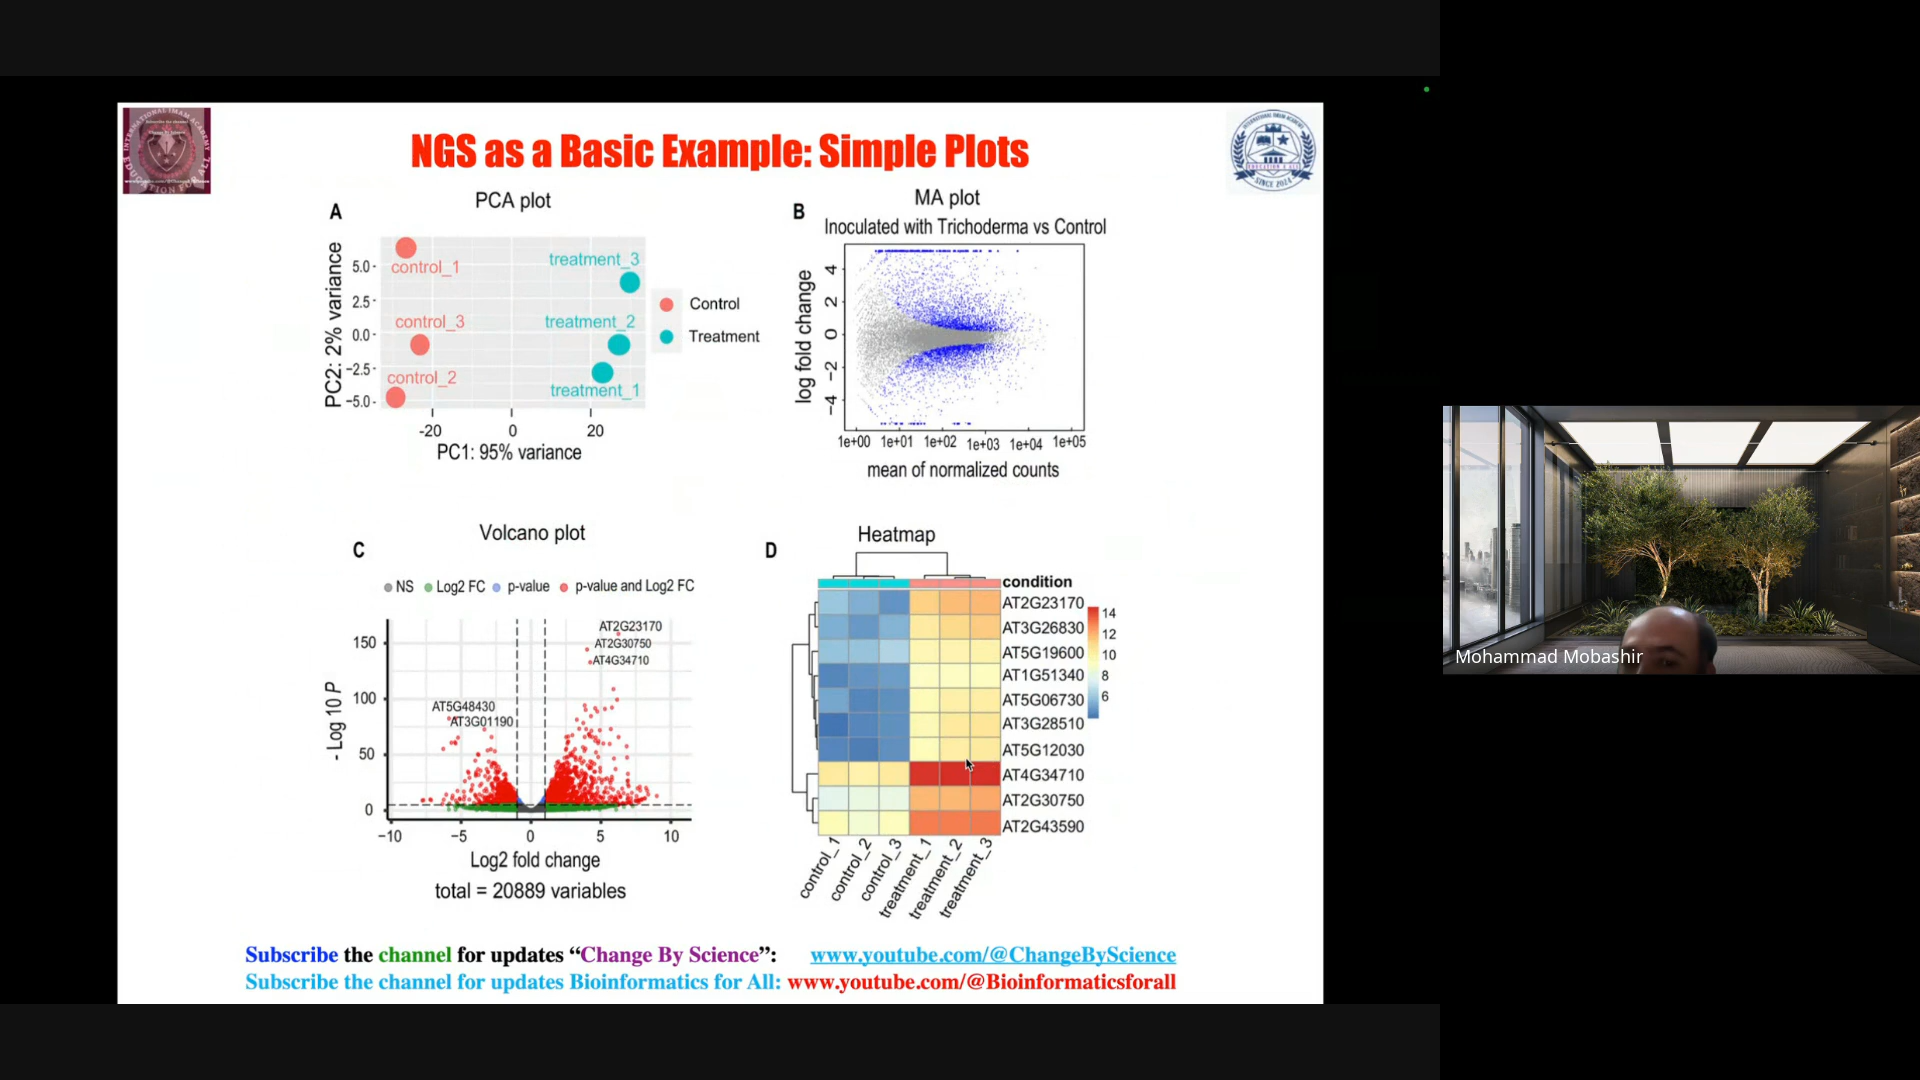 NGS as a Basic Example: Simple Plots
SINCE 2024
A
PCA plot
PC2: 2% variance
5.0
2.5
0.0
−2.5
−5.0
control_1
control_3
control_2
treatment_3
treatment_2
treatment_1
-20
0
20
PC1: 95% variance
Control
Treatment
B
MA plot
Inoculated with Trichoderma vs Control
log fold change
4
2
0
−2
−4
1e+00
1e+01
1e+02
1e+03
1e+04
1e+05
mean of normalized counts
C
Volcano plot
NS
Log2 FC
p-value
p-value and Log2 FC
- Log 10 P
150
100
50
0
AT2G23170
AT2G30750
AT4G34710
AT5G48430
AT3G01190
−10
−5
0
5
10
Log2 fold change
total = 20889 variables
D
Heatmap
condition
AT2G23170
AT3G26830
AT5G19600
AT1G51340
AT5G06730
AT3G28510
AT5G12030
AT4G34710
AT2G30750
AT2G43590
14
12
10
8
6
control_1
control_2
control_3
treatment_1
treatment_2
treatment_3
Subscribe the channel for updates “Change By Science”: www.youtube.com/@ChangeByScience
Subscribe the channel for updates Bioinformatics for All: www.youtube.com/@Bioinformaticsforall
Mohammad Mobashir